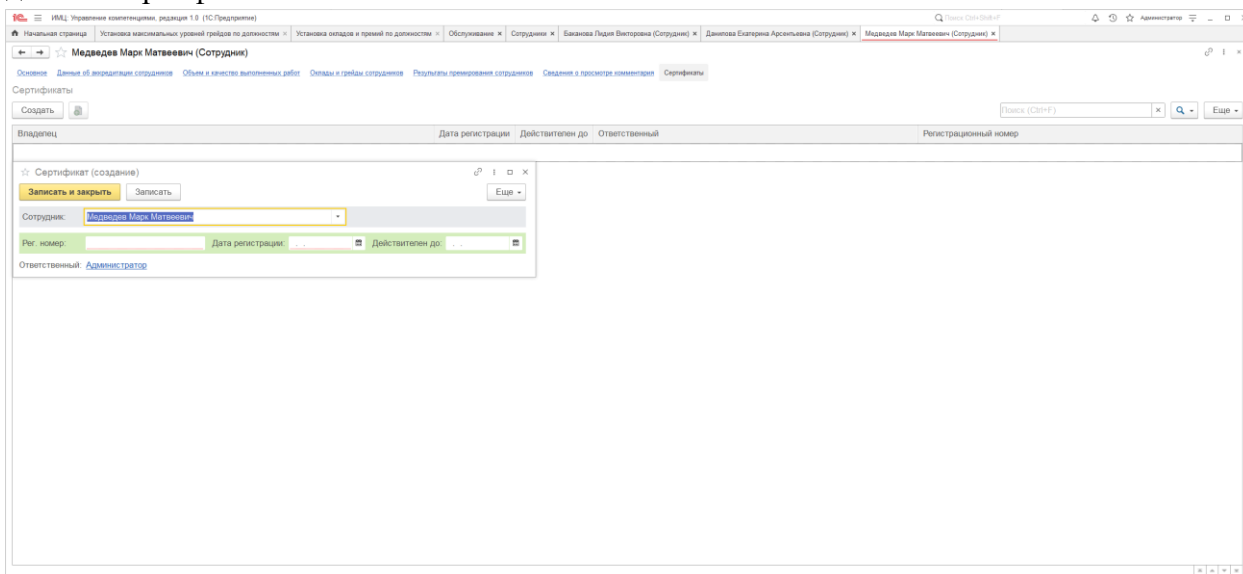 ИМЦ: Управление компетенциями, редакция 1.0 (1С:Предприятие) Поиск Ctrl+Shift+F Администратор
Начальная страница Установка максимальных уровней грейдов по должностям × Установка окладов и премий по должностям × Обслуживание × Сотрудники × Баканова Лидия Викторовна (Сотрудник) × Данилова Екатерина Арсентьевна (Сотрудник) × Медведев Марк Матвеевич (Сотрудник) ×
Медведев Марк Матвеевич (Сотрудник)
Основное Данные об аккредитации сотрудников Объем и качество выполненных работ Оклады и грейды сотрудников Результаты премирования сотрудников Сведения о просмотре комментария Сертификаты
Сертификаты
Создать Поиск (Ctrl+F) × Еще
Владелец Дата регистрации Действителен до Ответственный Регистрационный номер
Сертификат (создание)
Записать и закрыть Записать Еще
Сотрудник: Медведев Марк Матвеевич
Рег. номер: Дата регистрации: . . Действителен до: . .
Ответственный: Администратор